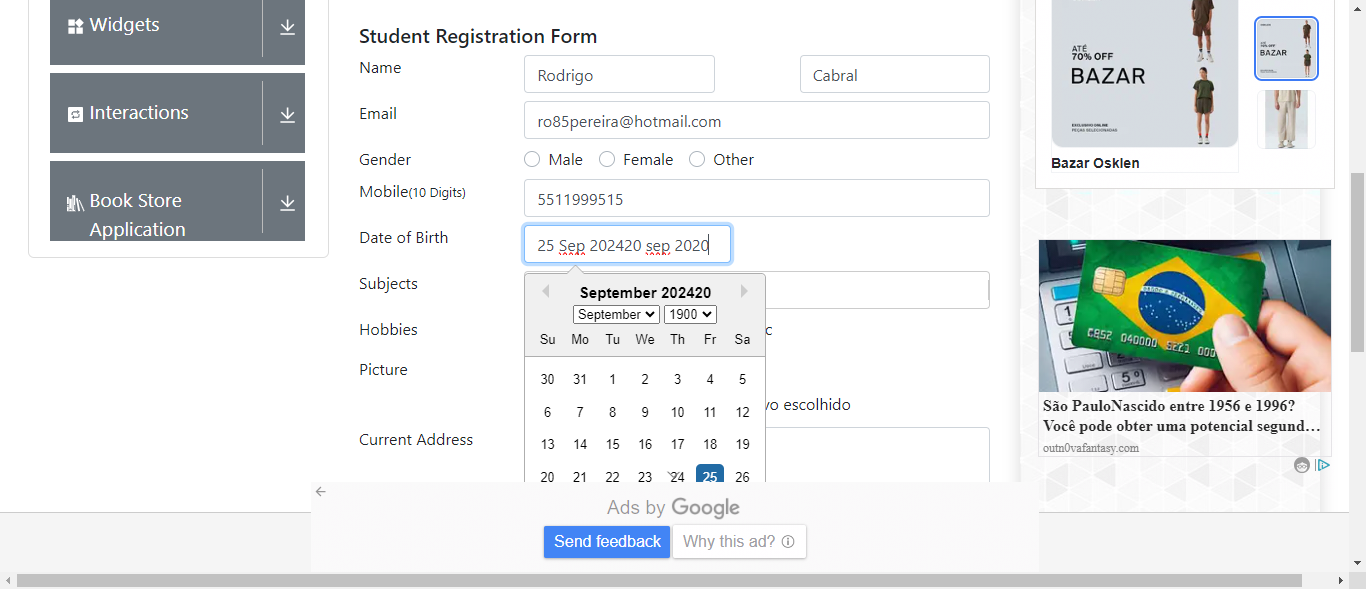 Widgets
Interactions
Book Store
Application
Student Registration Form
Name
Rodrigo
Cabral
Email
ro85pereira@hotmail.com
Gender
Male
Female
Other
Mobile(10 Digits)
5511999515
Date of Birth
25 Sep 202420 sep 2020
Subjects
Hobbies
c
Picture
vo escolhido
Current Address
September 202420
September
1900
Su Mo Tu We Th Fr Sa
30 31 1 2 3 4 5
6 7 8 9 10 11 12
13 14 15 16 17 18 19
20 21 22 23 24 25 26
Ads by Google
Send feedback
Why this ad?
ATÉ
70% OFF
BAZAR
EXCLUSIVO ONLINE
PEÇAS SELECIONADAS
ATÉ
70% OFF
BAZAR
Bazar Osklen
São PauloNascido entre 1956 e 1996?
Você pode obter uma potencial segund…
outn0vafantasy.com